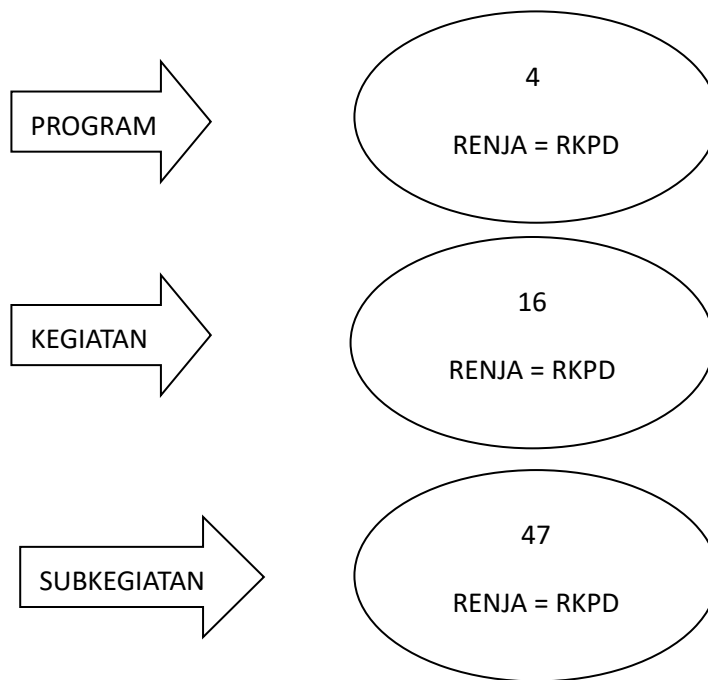 PROGRAM
4
RENJA = RKPD
KEGIATAN
16
RENJA = RKPD
SUBKEGIATAN
47
RENJA = RKPD